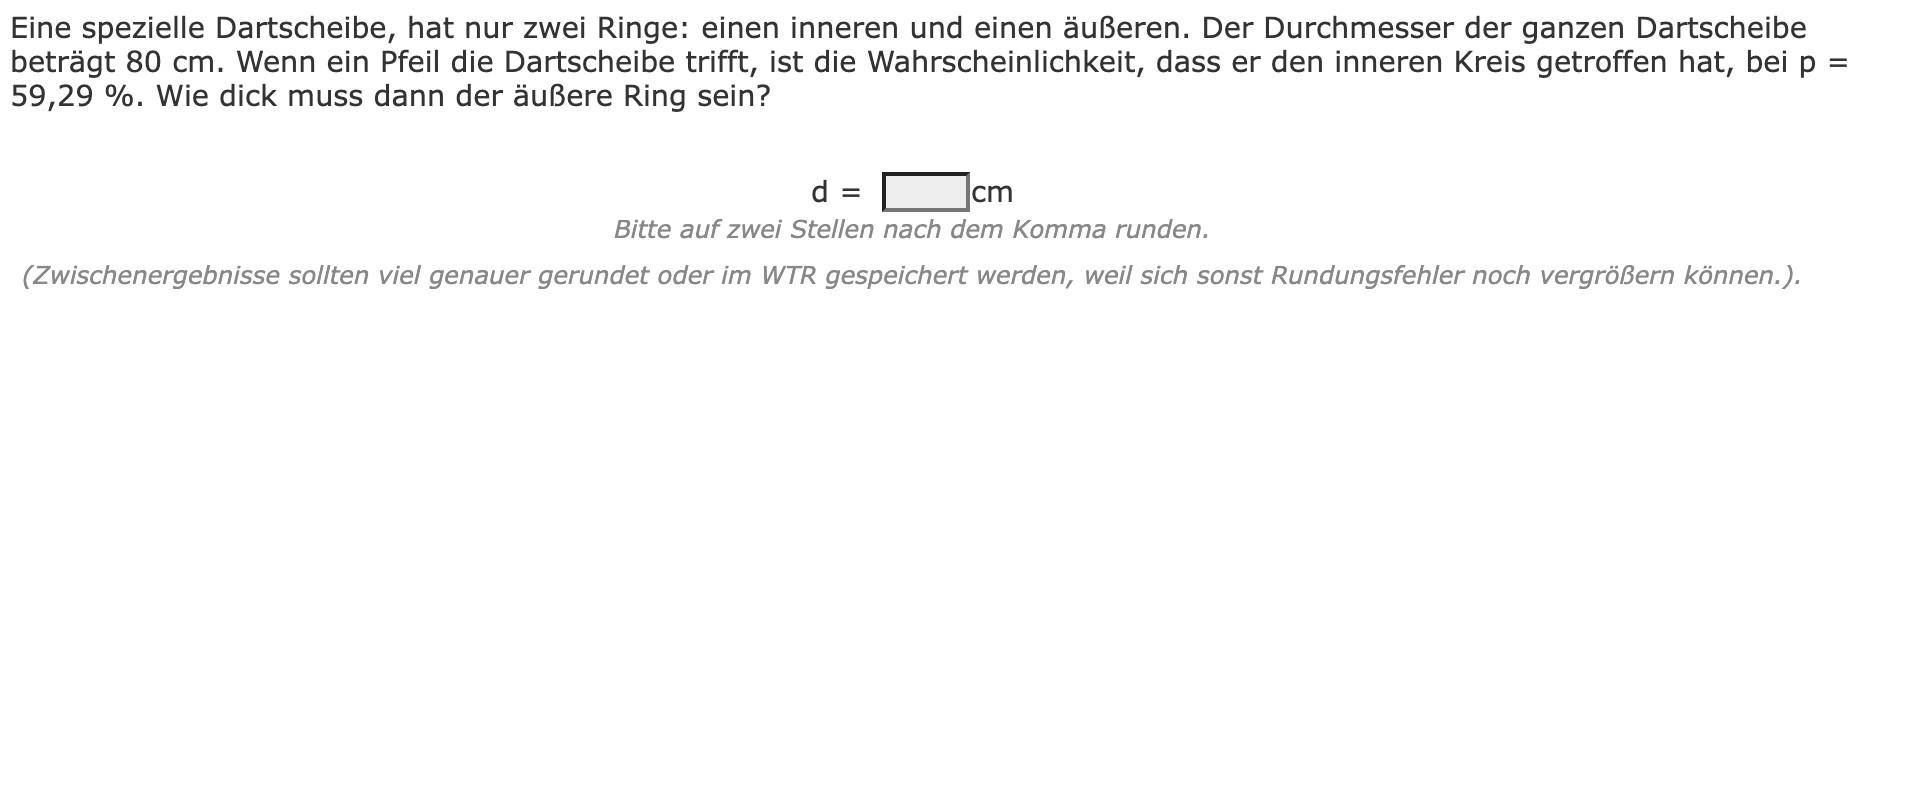 Eine spezielle Dartscheibe, hat nur zwei Ringe: einen inneren und einen äußeren. Der Durchmesser der ganzen Dartscheibe
beträgt 80 cm. Wenn ein Pfeil die Dartscheibe trifft, ist die Wahrscheinlichkeit, dass er den inneren Kreis getroffen hat, bei p =
59,29 %. Wie dick muss dann der äußere Ring sein?
d = cm
Bitte auf zwei Stellen nach dem Komma runden.
(Zwischenergebnisse sollten viel genauer gerundet oder im WTR gespeichert werden, weil sich sonst Rundungsfehler noch vergrößern können.).